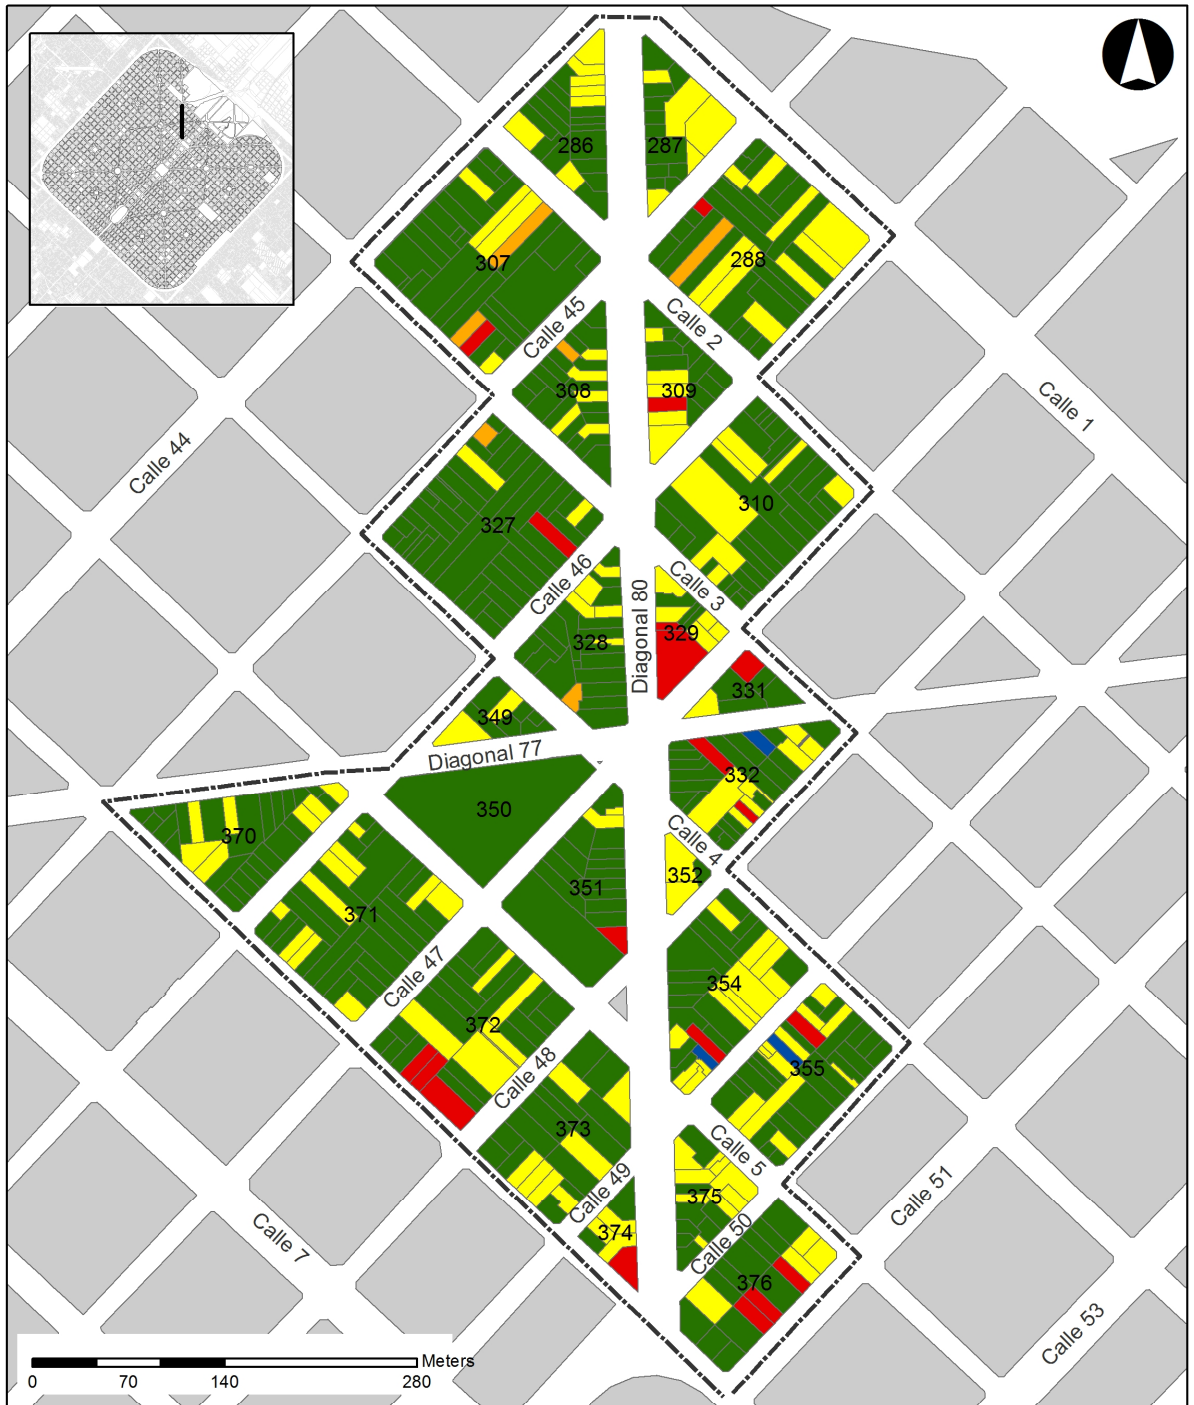 286
287
307
288
Calle 45
Calle 2
308
309
Calle 1
Calle 44
327
310
Calle 46
Calle 3
Diagonal 80
328
329
331
349
Diagonal 77
332
350
370
Calle 4
351
352
371
Calle 47
354
372
355
Calle 48
373
Calle 5
Calle 49
375
Calle 51
374
Calle 50
Calle 7
376
Calle 53
Meters
0 70 140 280